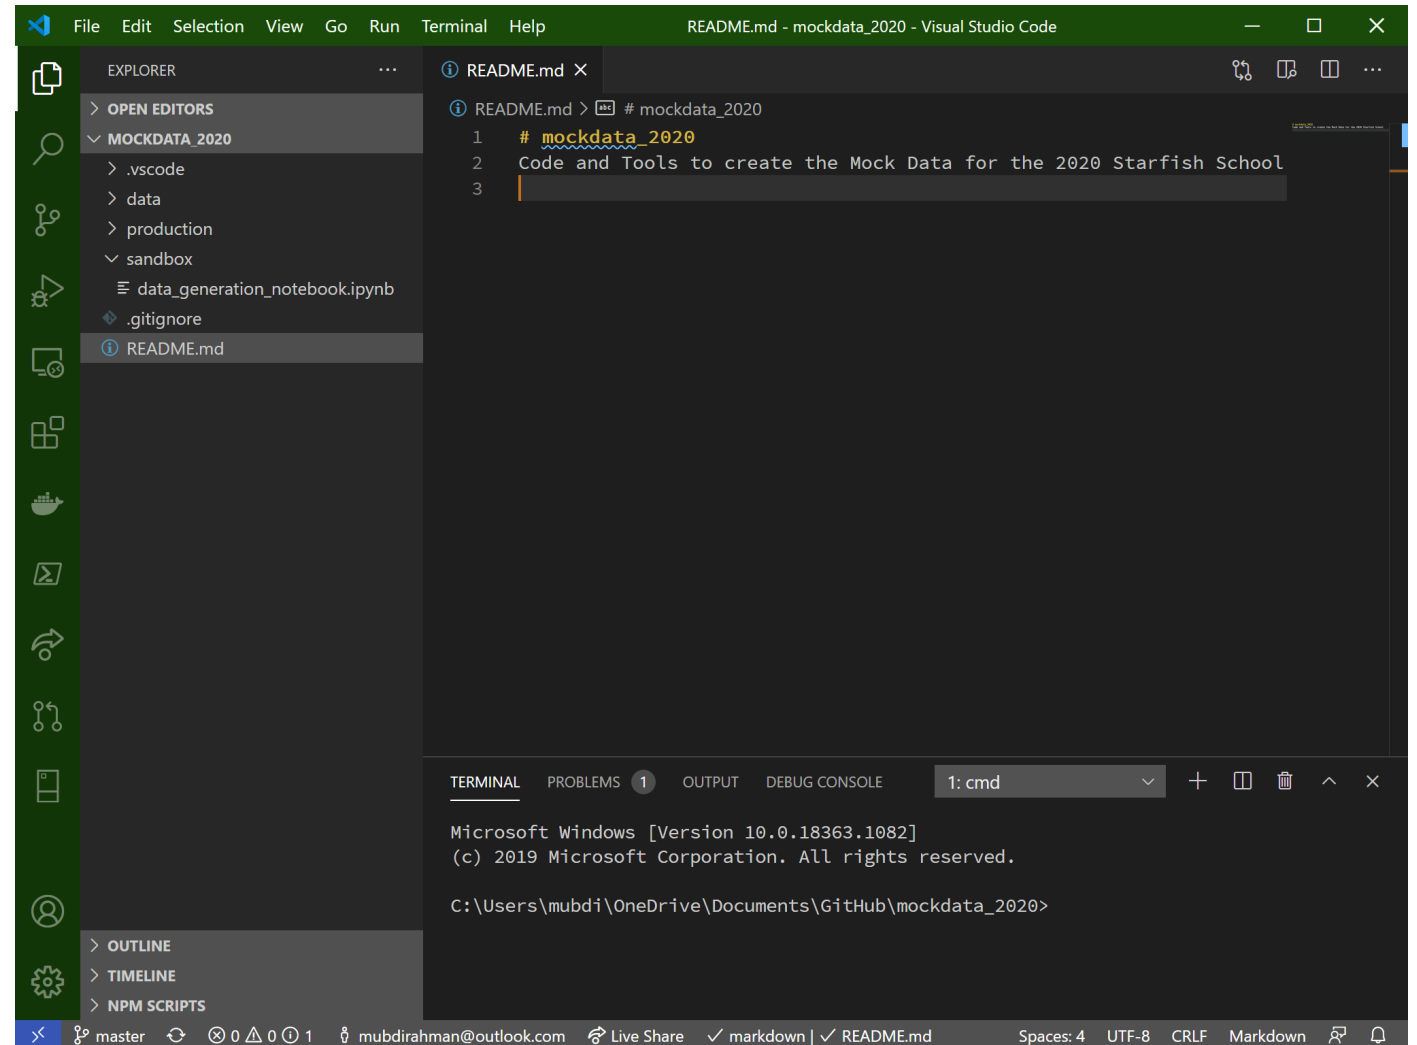 File Edit Selection View Go Run Terminal Help README.md - mockdata_2020 - Visual Studio Code
EXPLORER
OPEN EDITORS
MOCKDATA_2020
.vscode
data
production
sandbox
data_generation_notebook.ipynb
.gitignore
README.md
OUTLINE
TIMELINE
NPM SCRIPTS
README.md
README.md > # mockdata_2020
1 # mockdata_2020
2 Code and Tools to create the Mock Data for the 2020 Starfish School
3
TERMINAL PROBLEMS 1 OUTPUT DEBUG CONSOLE 1: cmd
Microsoft Windows [Version 10.0.18363.1082]
(c) 2019 Microsoft Corporation. All rights reserved.
C:\Users\mubdi\OneDrive\Documents\GitHub\mockdata_2020>
master 0 0 1 mubdirahman@outlook.com Live Share markdown | README.md Spaces: 4 UTF-8 CRLF Markdown